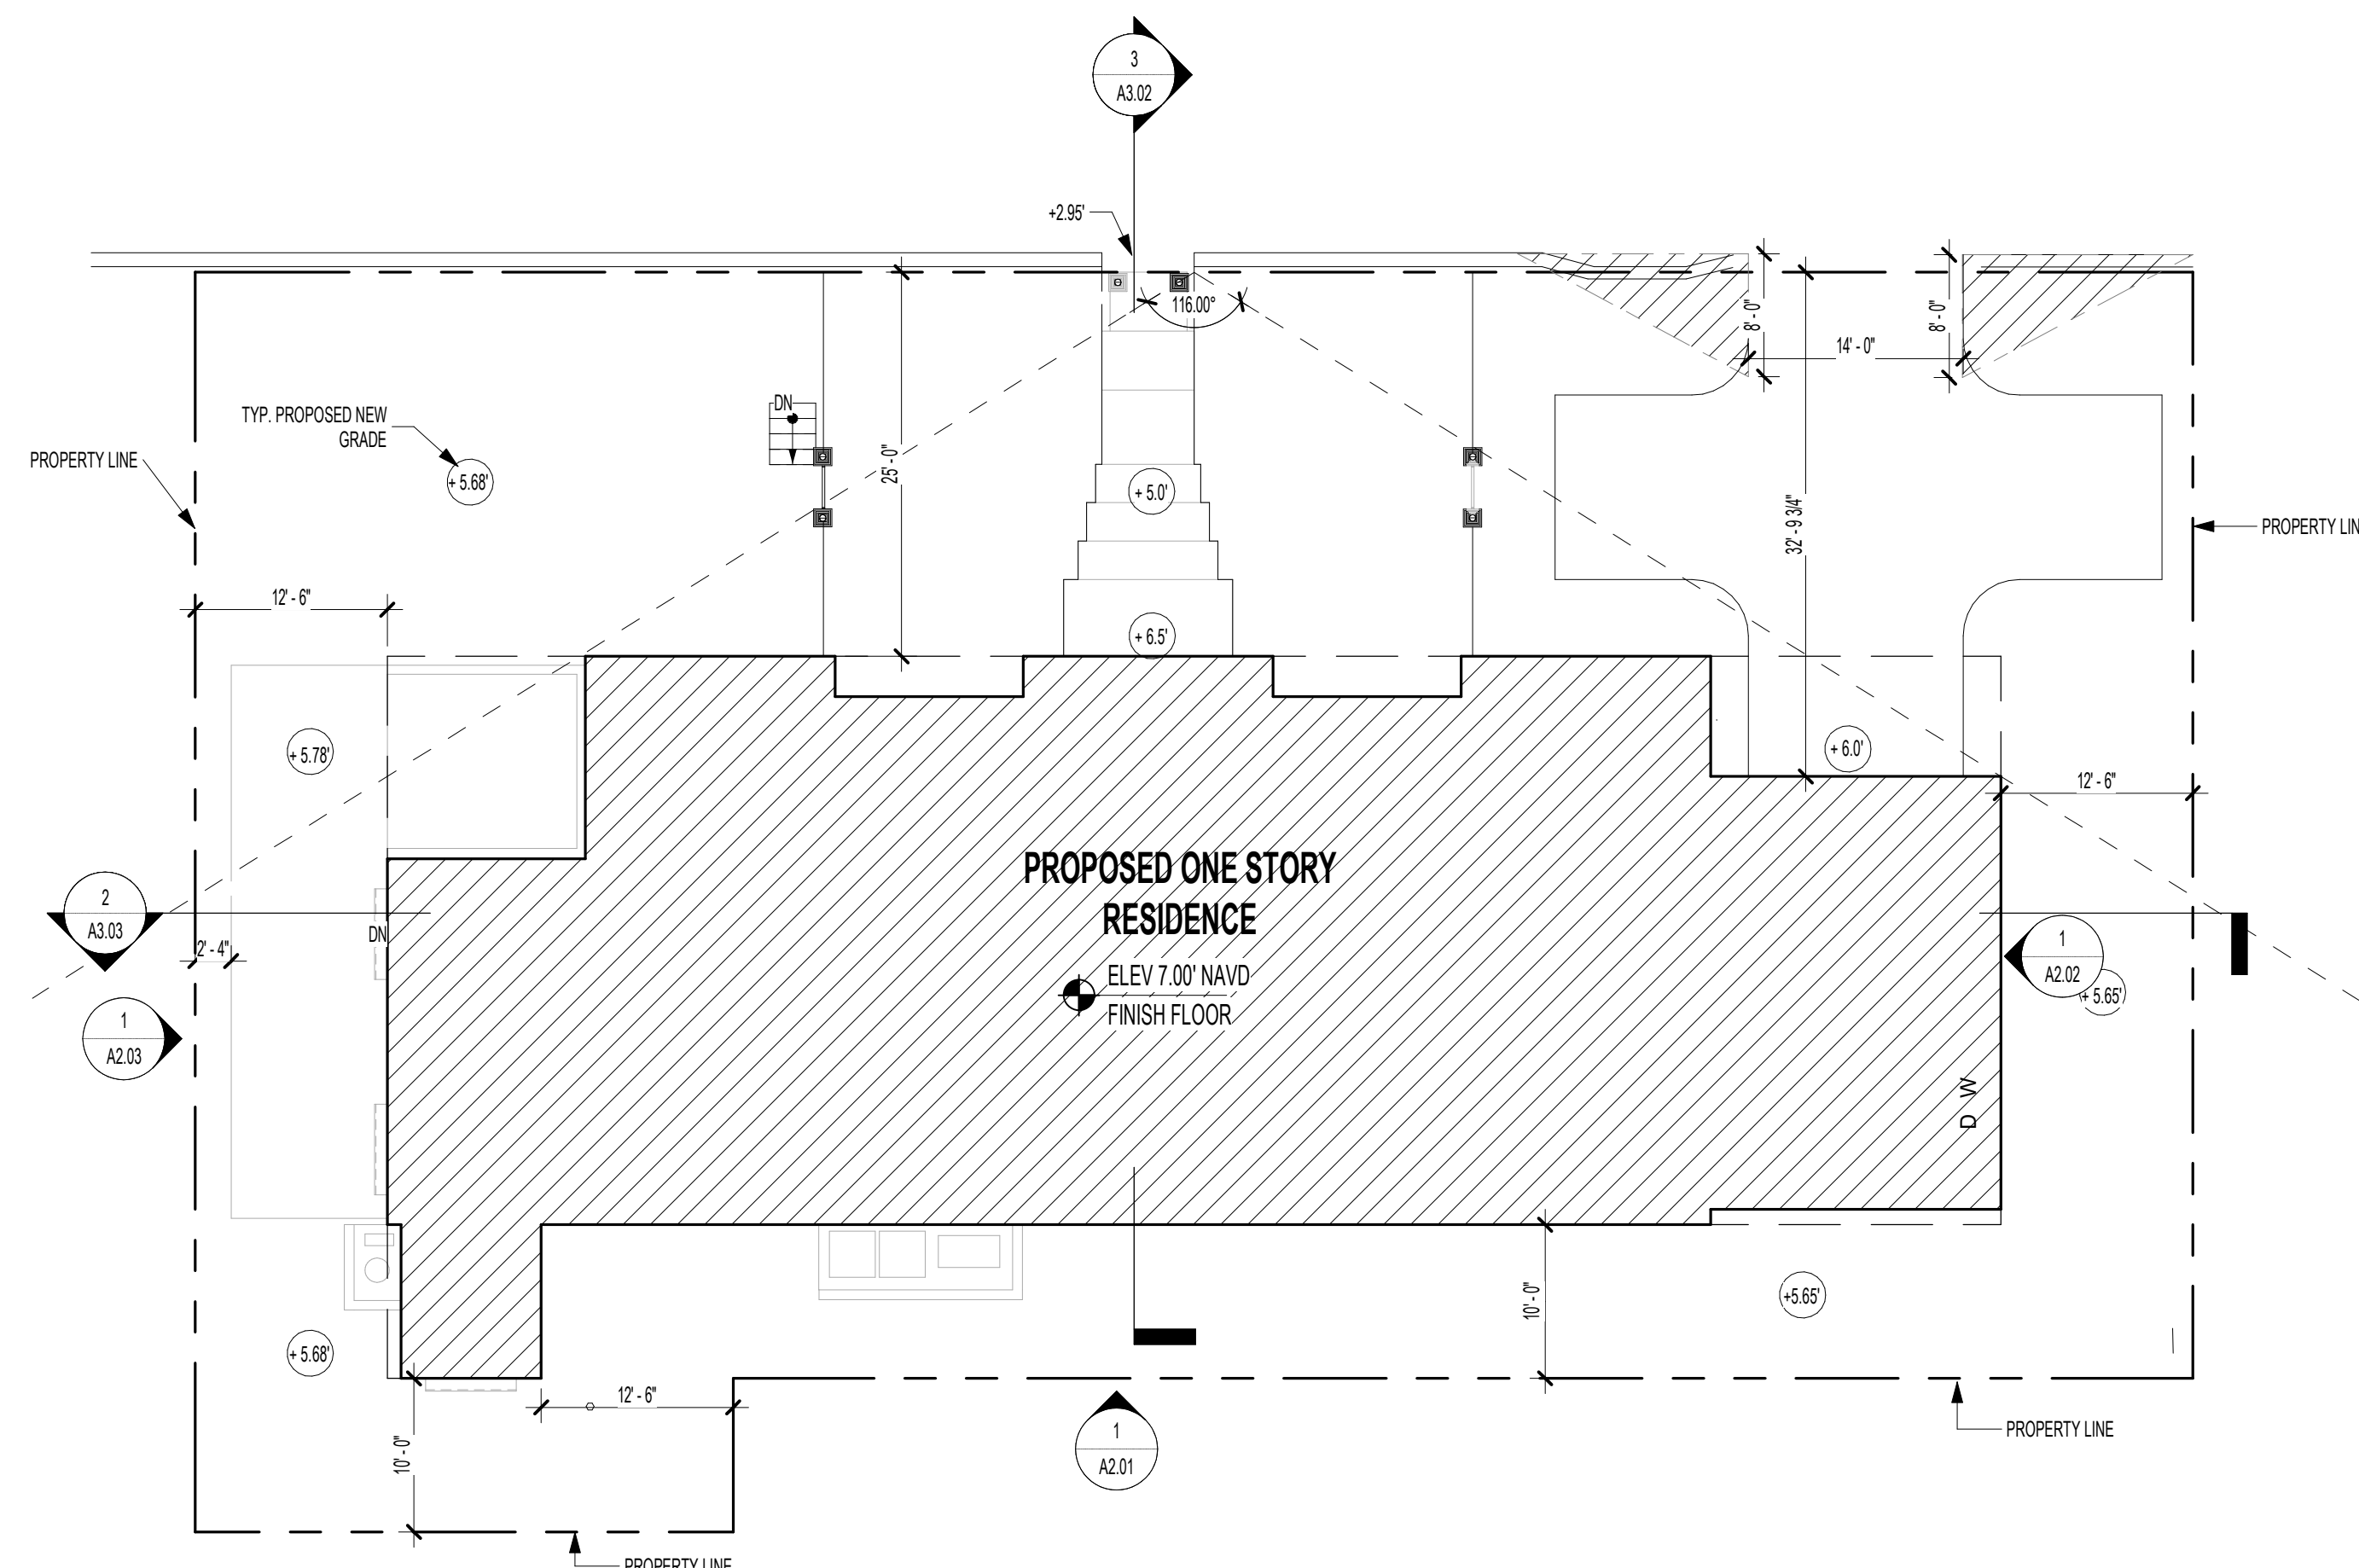 3
A3.02
+2.95'
116.00°
8' - 0"
8' - 0"
14' - 0"
DN
TYP. PROPOSED NEW
GRADE
PROPERTY LINE
+ 5.68'
25' - 0"
+ 5.0'
32' - 9 3/4"
PROPERTY LIN
12' - 6"
+ 6.5'
+ 5.78'
+ 6.0'
12' - 6"
PROPOSED ONE STORY
RESIDENCE
2
A3.03
DN
2' - 4"
ELEV 7.00' NAVD
FINISH FLOOR
1
A2.02
+ 5.65'
1
A2.03
D W
10' - 0"
+5.65'
+ 5.68'
12' - 6"
10' - 0"
1
A2.01
PROPERTY LINE
PROPERTY LINE